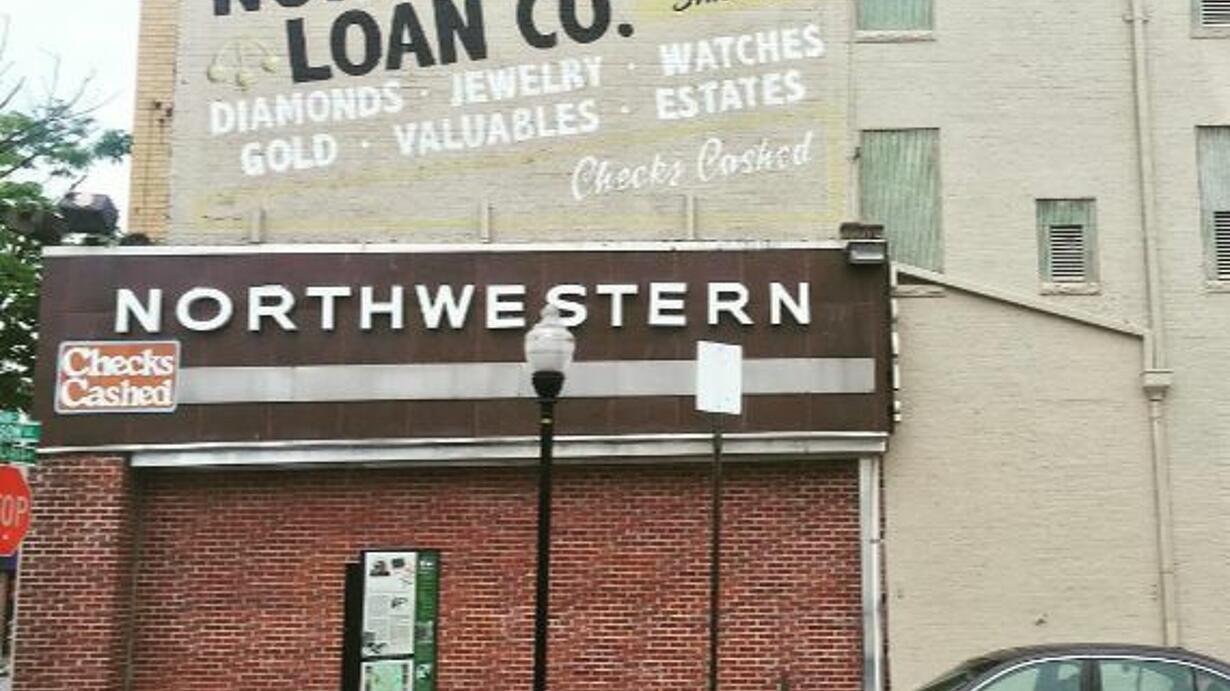 LOAN CO.
DIAMONDS · JEWELRY · WATCHES
GOLD · VALUABLES · ESTATES
Checks Cashed
NORTHWESTERN
Checks
Cashed